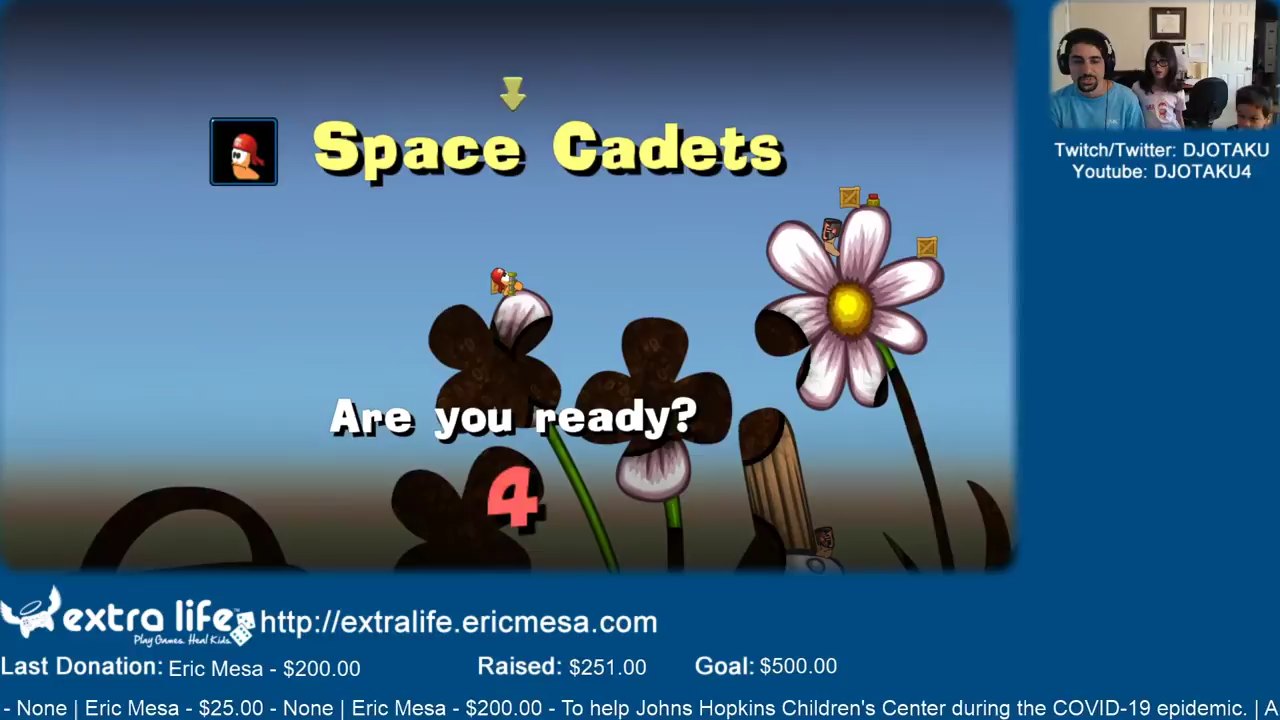 Space Cadets
Twitch/Twitter: DJOTAKU
Youtube: DJOTAKU4
Are you ready?
4
extra life
Play Games. Heal Kids.
http://extralife.ericmesa.com
Last Donation: Eric Mesa - $200.00 Raised: $251.00 Goal: $500.00
- None | Eric Mesa - $25.00 - None | Eric Mesa - $200.00 - To help Johns Hopkins Children's Center during the COVID-19 epidemic. | A